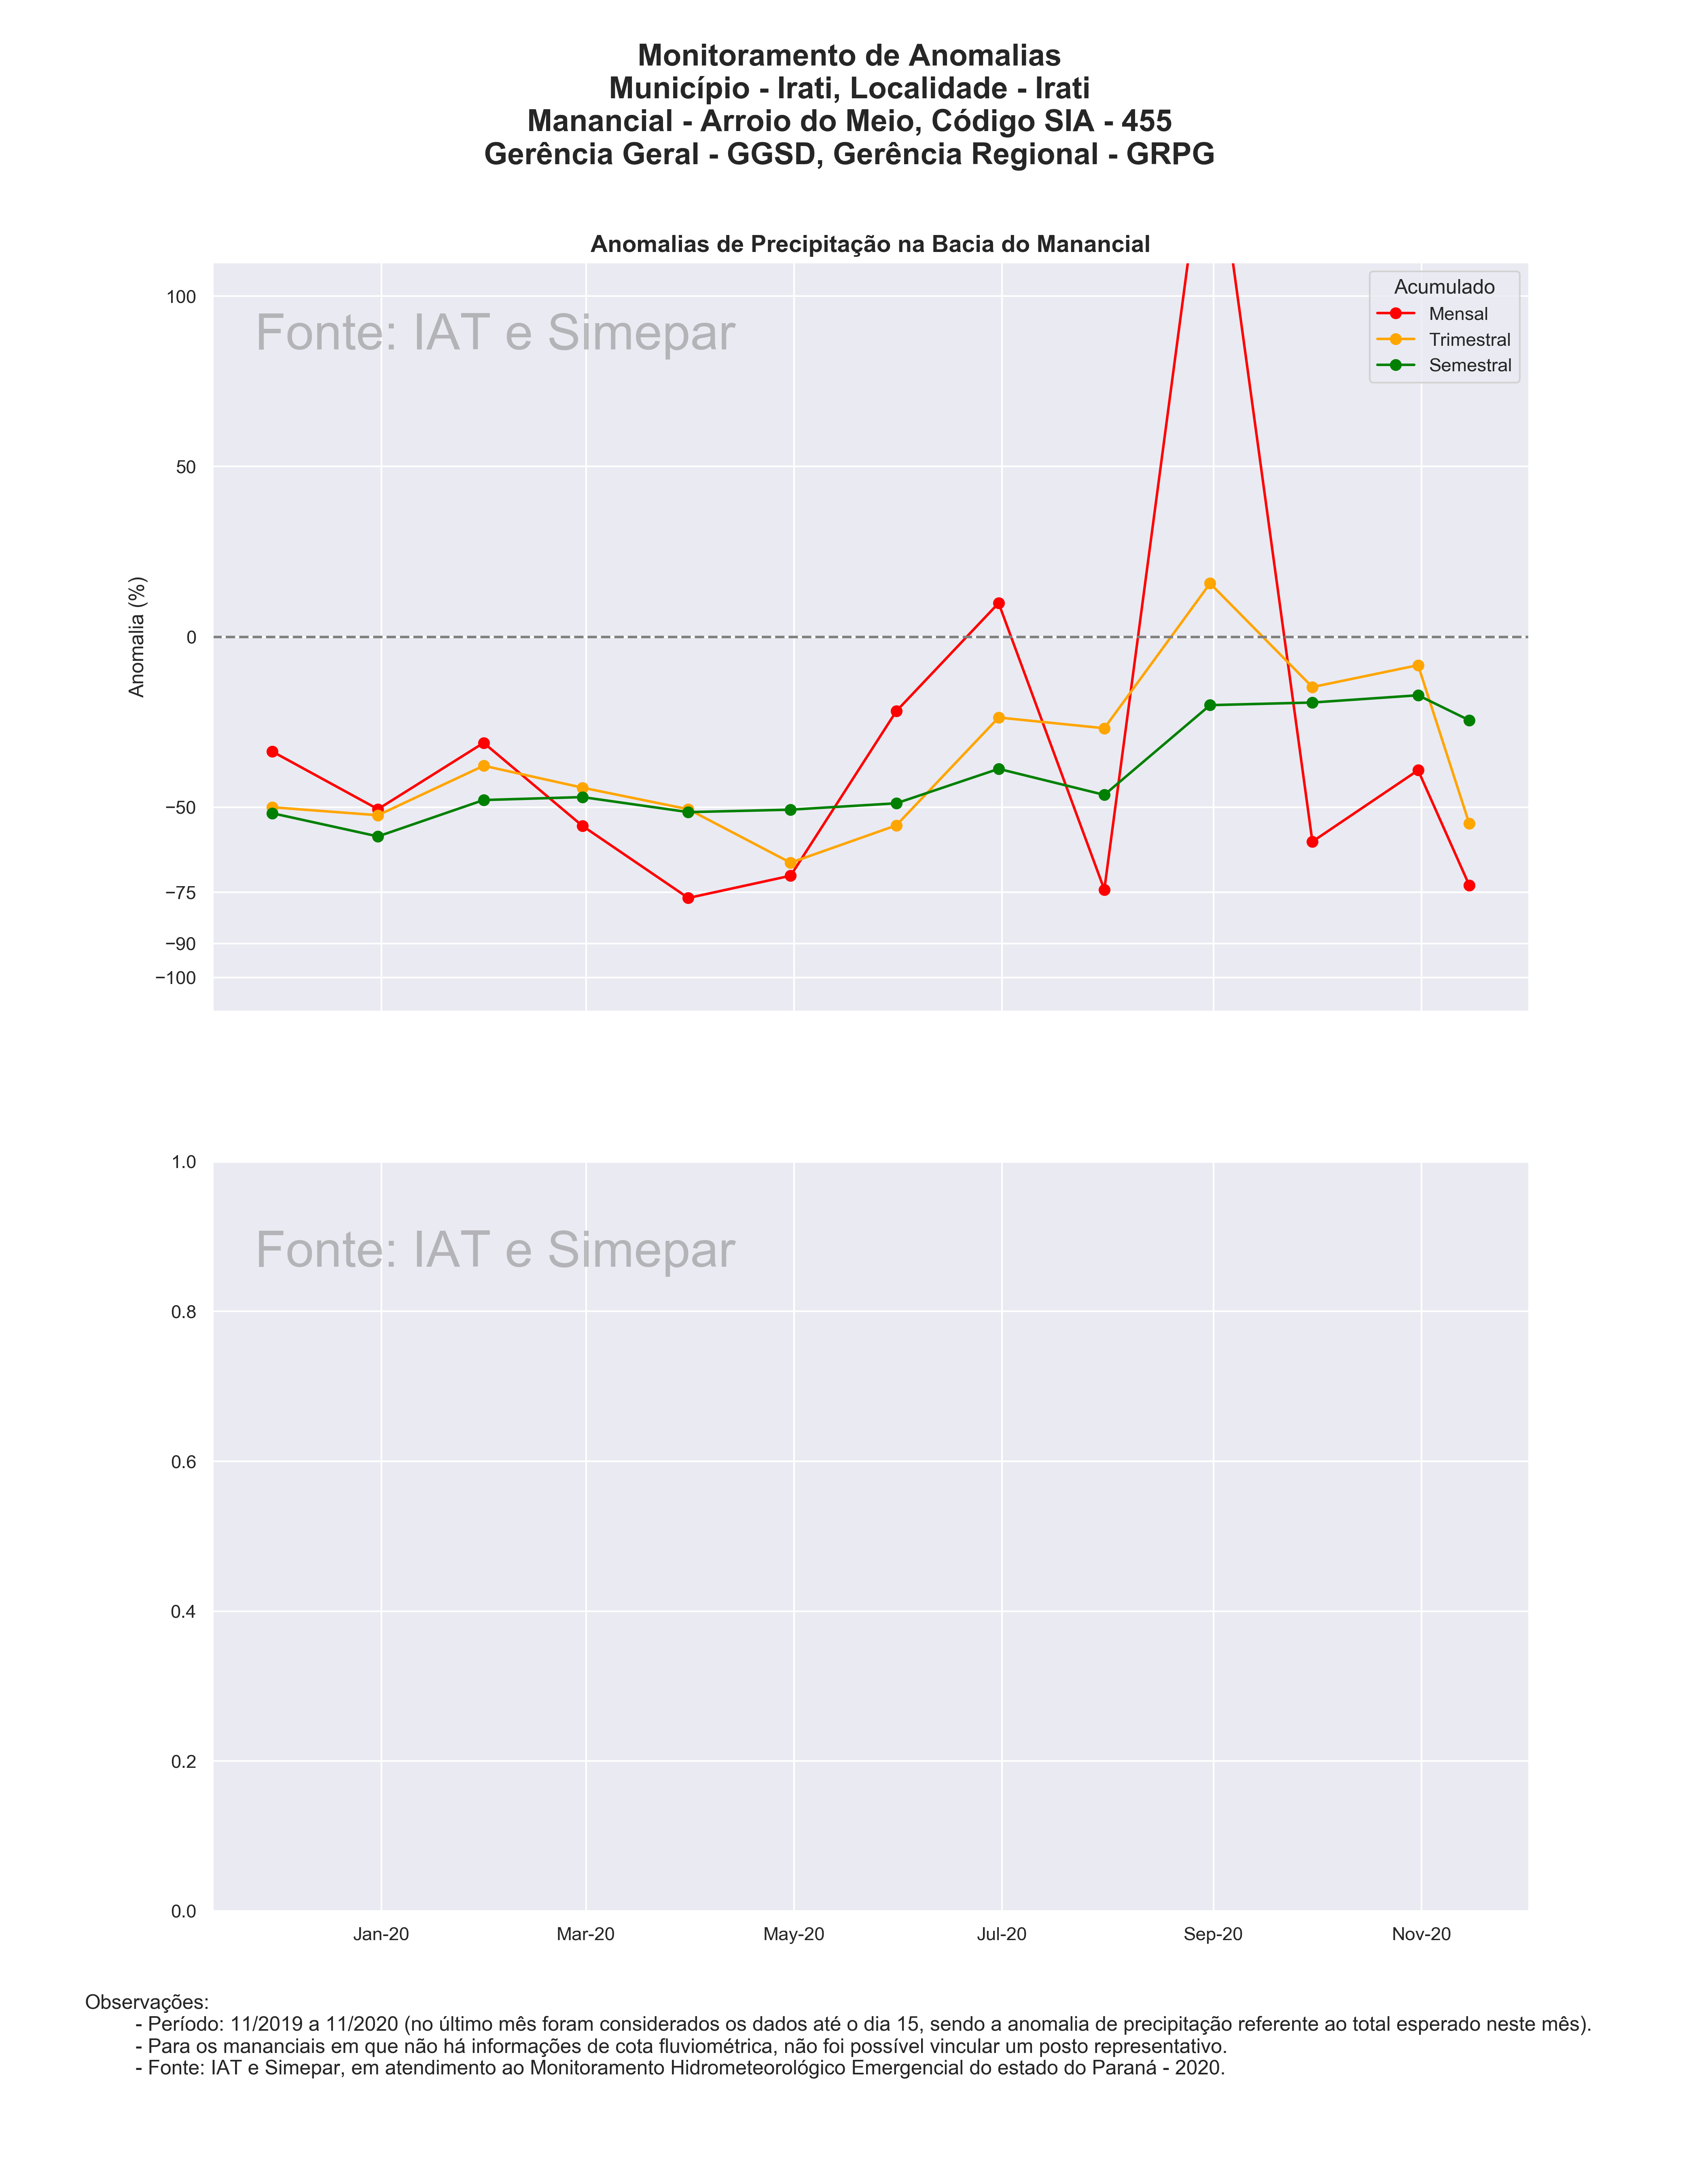 Monitoramento de Anomalias
Município - Irati, Localidade - Irati
Manancial - Arroio do Meio, Código SIA - 455
Gerência Geral - GGSD, Gerência Regional - GRPG
Anomalias de Precipitação na Bacia do Manancial
Fonte: IAT e Simepar
Acumulado
Mensal
Trimestral
Semestral
Anomalia (%)
100
50
0
−50
−75
−90
−100
Fonte: IAT e Simepar
1.0
0.8
0.6
0.4
0.2
0.0
Jan-20 Mar-20 May-20 Jul-20 Sep-20 Nov-20
Observações:
- Período: 11/2019 a 11/2020 (no último mês foram considerados os dados até o dia 15, sendo a anomalia de precipitação referente ao total esperado neste mês).
- Para os mananciais em que não há informações de cota fluviométrica, não foi possível vincular um posto representativo.
- Fonte: IAT e Simepar, em atendimento ao Monitoramento Hidrometeorológico Emergencial do estado do Paraná - 2020.